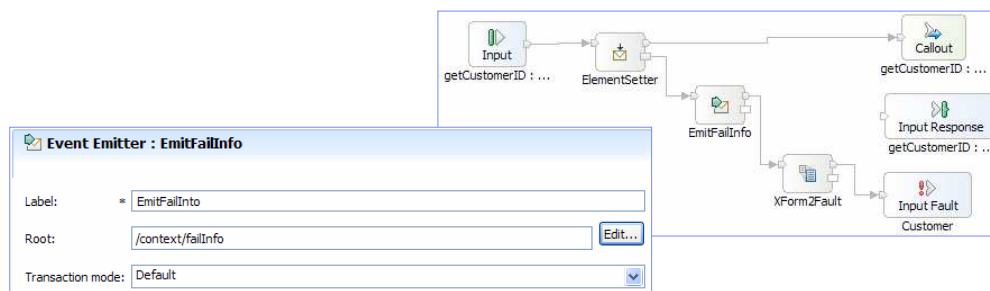 Input
getCustomerID : ...
ElementSetter
Callout
getCustomerID : ...
EmitFailInfo
Input Response
getCustomerID : ...
XForm2Fault
Input Fault
Customer
Event Emitter : EmitFailInfo
Label: * EmitFailInto
Root: /context/failInfo Edit...
Transaction mode: Default